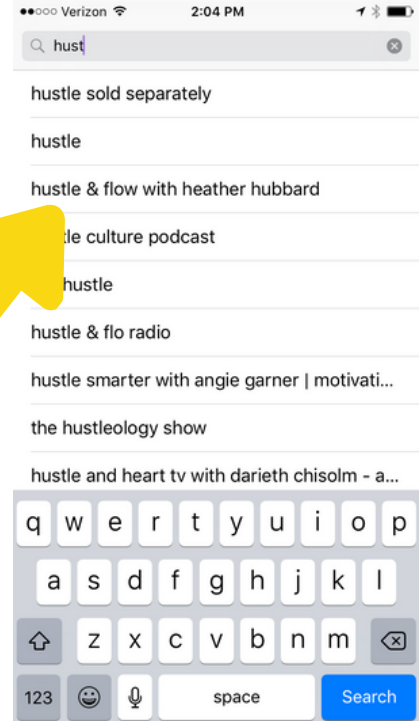 Verizon 2:04 PM
hust
hustle sold separately
hustle
hustle & flow with heather hubbard
tle culture podcast
hustle
hustle & flo radio
hustle smarter with angie garner | motivati...
the hustleology show
hustle and heart tv with darieth chisolm - a...
q w e r t y u i o p
a s d f g h j k l
z x c v b n m
123 space Search